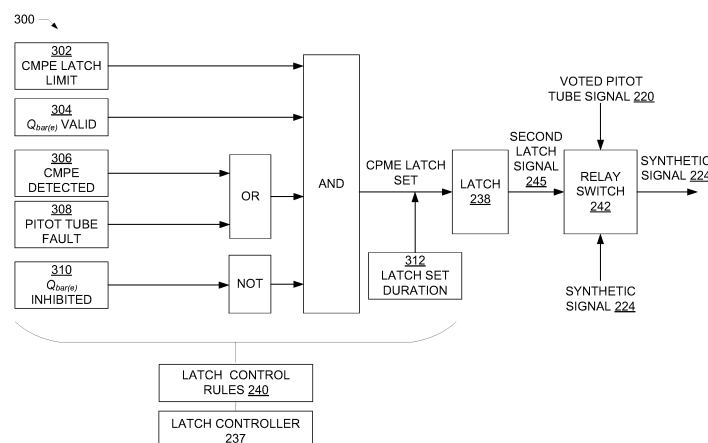 300
302
CMPE LATCH
LIMIT
304
Qbar(e) VALID
306
CMPE
DETECTED
308
PITOT TUBE
FAULT
310
Qbar(e)
INHIBITED
OR
NOT
AND
CPME LATCH
SET
312
LATCH SET
DURATION
LATCH
238
SECOND
LATCH
SIGNAL
245
VOTED PITOT
TUBE SIGNAL 220
RELAY
SWITCH
242
SYNTHETIC
SIGNAL 224
SYNTHETIC
SIGNAL 224
LATCH CONTROL
RULES 240
LATCH CONTROLLER
237